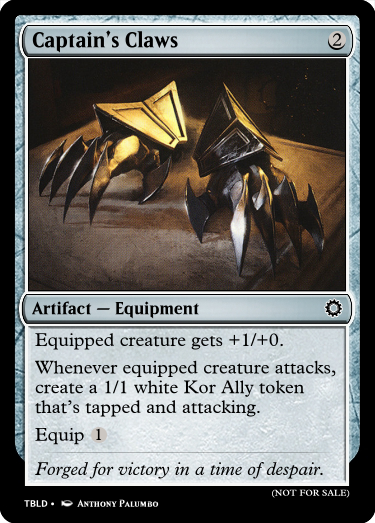 Captain's Claws 2
Artifact — Equipment
Equipped creature gets +1/+0.
Whenever equipped creature attacks,
create a 1/1 white Kor Ally token
that's tapped and attacking.
Equip 1
Forged for victory in a time of despair.
(NOT FOR SALE)
TBLD • Anthony Palumbo